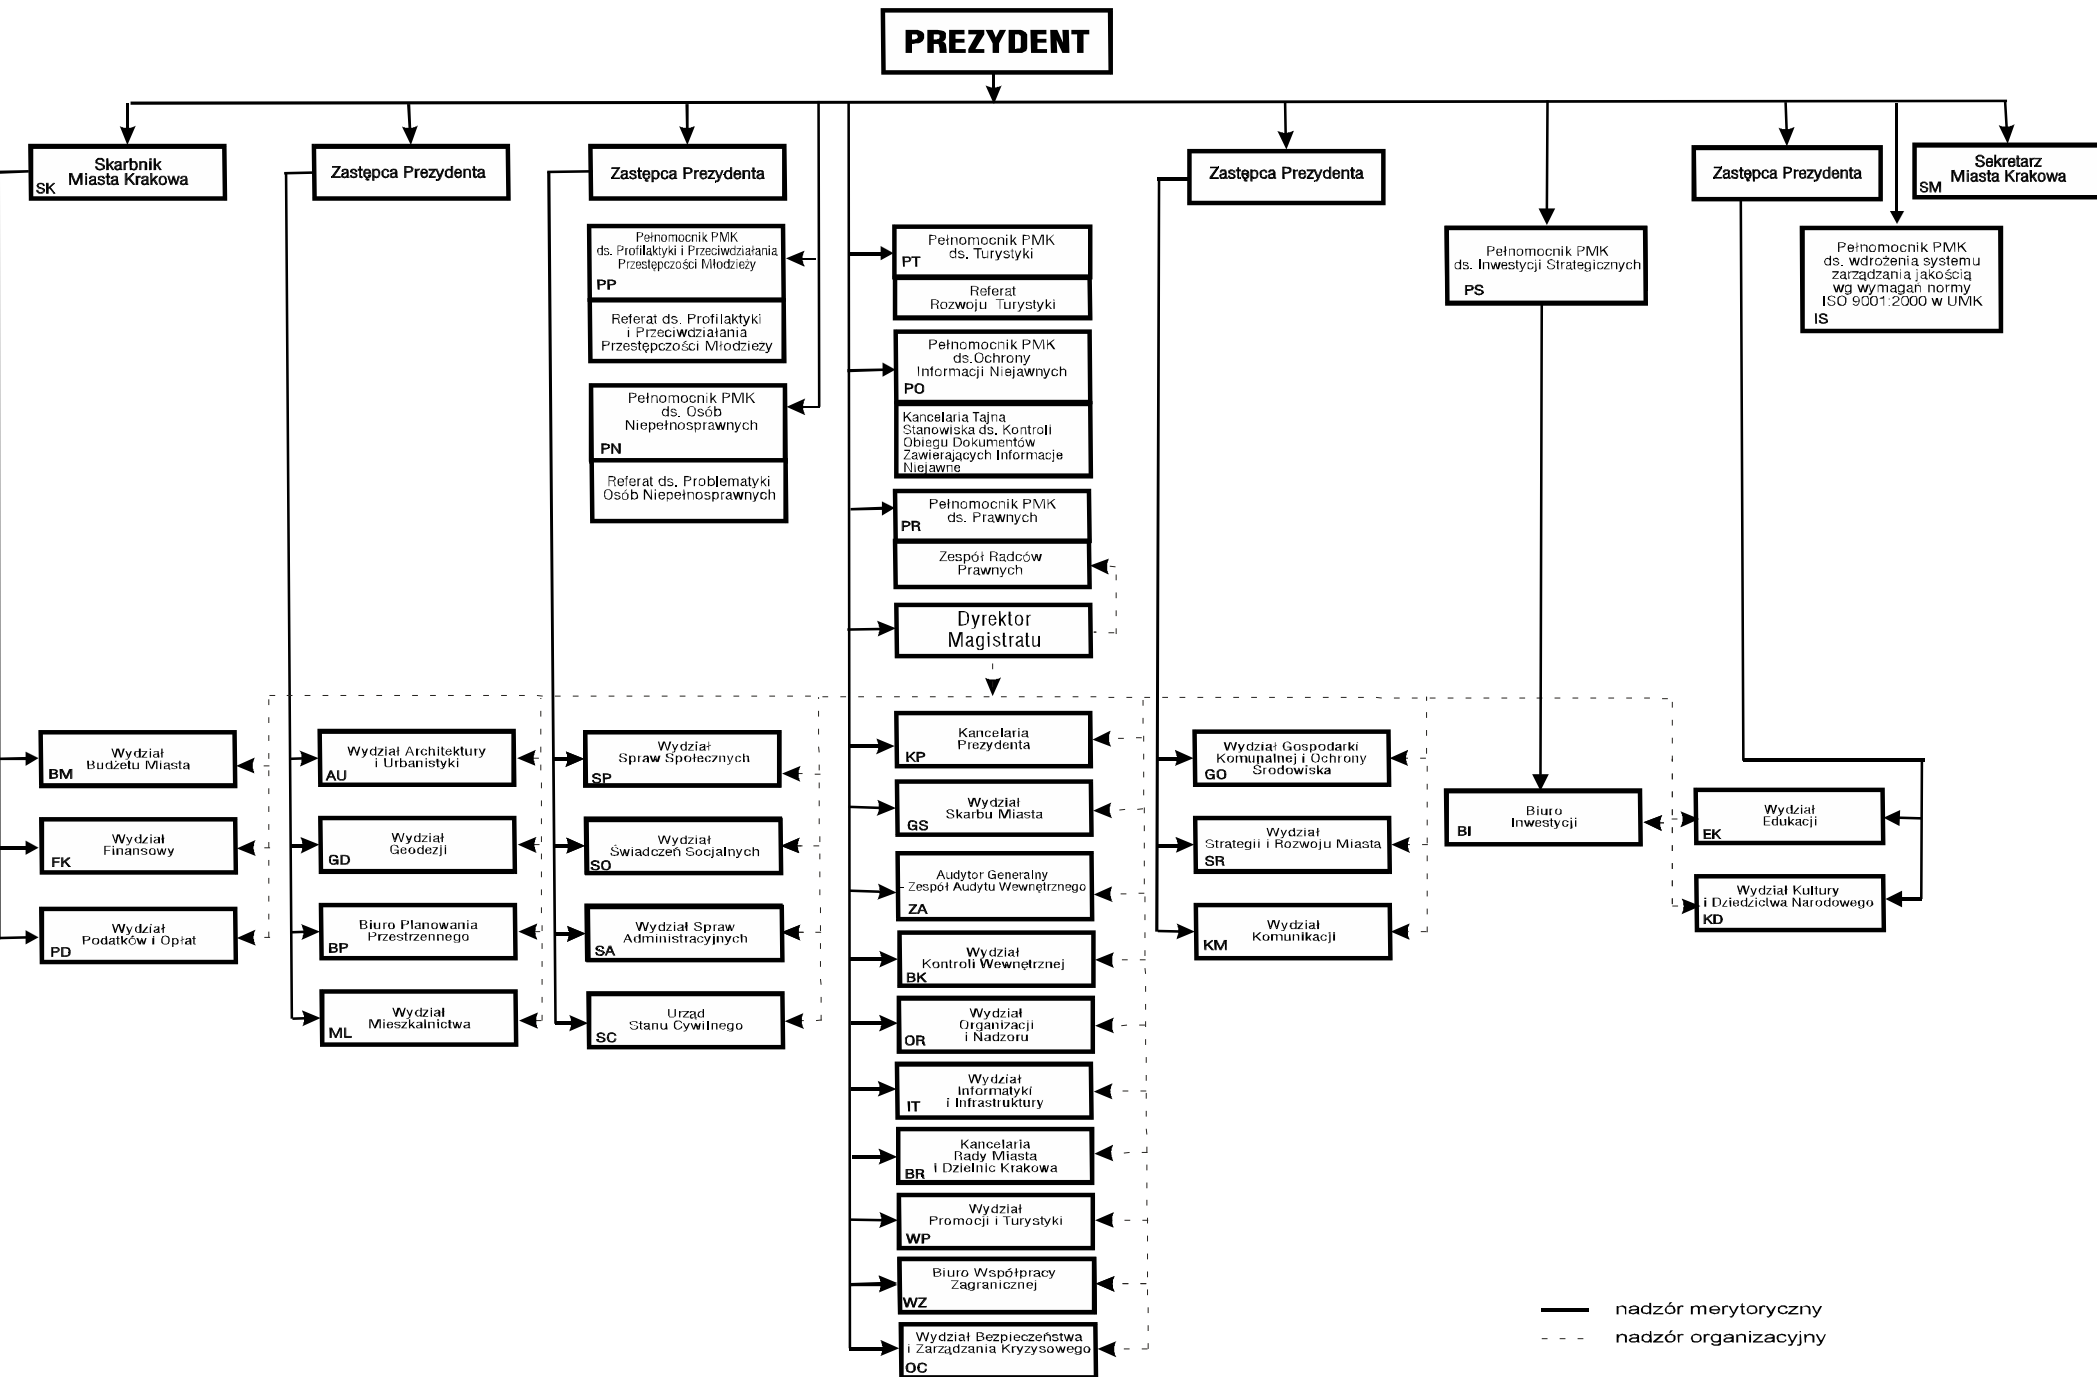 PREZYDENT
Skarbnik
Miasta Krakowa
SK
Zastępca Prezydenta
Zastępca Prezydenta
Zastępca Prezydenta
Zastępca Prezydenta
Sekretarz
Miasta Krakowa
SM
Pełnomocnik PMK
ds. Profilaktyki i Przeciwdziałania
Przestępczości Młodzieży
PP
Referat ds. Profilaktyki
i Przeciwdziałania
Przestępczości Młodziezy
Pełnomocnik PMK
ds. Osób
Niepełnosprawnych
PN
Referat ds. Problematyki
Osób Niepełnosprawnych
Pełnomocnik PMK
ds. Turystyki
PT
Referat
Rozwoju Turystyki
Pełnomocnik PMK
ds.Ochrony
Informacji Niejawnych
PO
Kancelaria Tajna
Stanowiska ds. Kontroli
Obiegu Dokumentów
Zawierających Informacje
Niejawne
Pełnomocnik PMK
ds. Prawnych
PR
Zespół Radców
Prawnych
Dyrektor
Magistratu
Pełnomocnik PMK
ds. Inwestycji Strategicznych
PS
Pełnomocnik PMK
ds. wdrożenia systemu
zarządzania jakością
wg wymagań normy
ISO 9001:2000 w UMK
IS
Wydział
Budżetu Miasta
BM
Wydział
Finansowy
FK
Wydział
Podatków i Opłat
PD
Wydział Architektury
i Urbanistyki
AU
Wydział
Geodezji
GD
Biuro Planowania
Przestrzennego
BP
Wydział
Mieszkalnictwa
ML
Wydział
Spraw Społecznych
SP
Wydział
Świadczeń Socjalnych
SO
Wydział Spraw
Administracyjnych
SA
Urząd
Stanu Cywilnego
SC
Kancelaria
Prezydenta
KP
Wydział
Skarbu Miasta
GS
Audytor Generalny
- Zespół Audytu Wewnętrznego
ZA
Wydział
Kontroli Wewnętrznej
BK
Wydział
Organizacji
i Nadzoru
OR
Wydział
Informatyki
i Infrastruktury
IT
Kancelaria
Rady Miasta
i Dzielnic Krakowa
BR
Wydział
Promocji i Turystyki
WP
Biuro Współpracy
Zagranicznej
WZ
Wydział Bezpieczeństwa
i Zarządzania Kryzysowego
OC
Wydział Gospodarki
Komunalnej i Ochrony
Środowiska
GO
Wydział
Strategii i Rozwoju Miasta
SR
Wydział
Komunikacji
KM
Biuro
Inwestycji
BI
Wydział
Edukacji
EK
Wydział Kultury
i Dziedzictwa Narodowego
KD
nadzór merytoryczny
nadzór organizacyjny